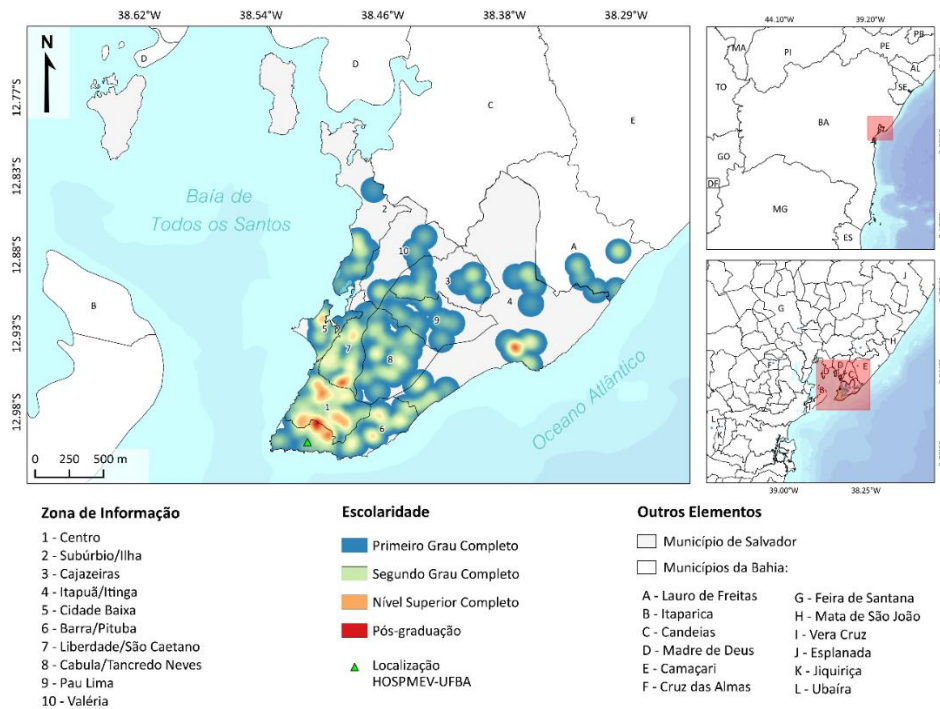 38.62°W 38.54°W 38.46°W 38.38°W 38.29°W
12.77°S
12.83°S
12.88°S
12.93°S
12.98°S
N
D
D
C
E
Baía de
Todos os Santos
2
A
10
3
4
B
5
9
7
8
1
6
Oceano Atlântico
0 250 500 m
44.10°W 39.20°W
MA
PI
PE
PB
AL
SE
TO
BA
GO
DF
MG
ES
J
G
H
F
D
D
C
E
B
I
L
K
39.00°W 38.25°W
Zona de Informação
1 - Centro
2 - Subúrbio/Ilha
3 - Cajazeiras
4 - Itapuã/Itinga
5 - Cidade Baixa
6 - Barra/Pituba
7 - Liberdade/São Caetano
8 - Cabula/Tancredo Neves
9 - Pau Lima
10 - Valéria
Escolaridade
Primeiro Grau Completo
Segundo Grau Completo
Nível Superior Completo
Pós-graduação
Localização
HOSPMEV-UFBA
Outros Elementos
Município de Salvador
Municípios da Bahia:
A - Lauro de Freitas
B - Itaparica
C - Candeias
D - Madre de Deus
E - Camaçari
F - Cruz das Almas
G - Feira de Santana
H - Mata de São João
I - Vera Cruz
J - Esplanada
K - Jiquiriça
L - Ubaíra